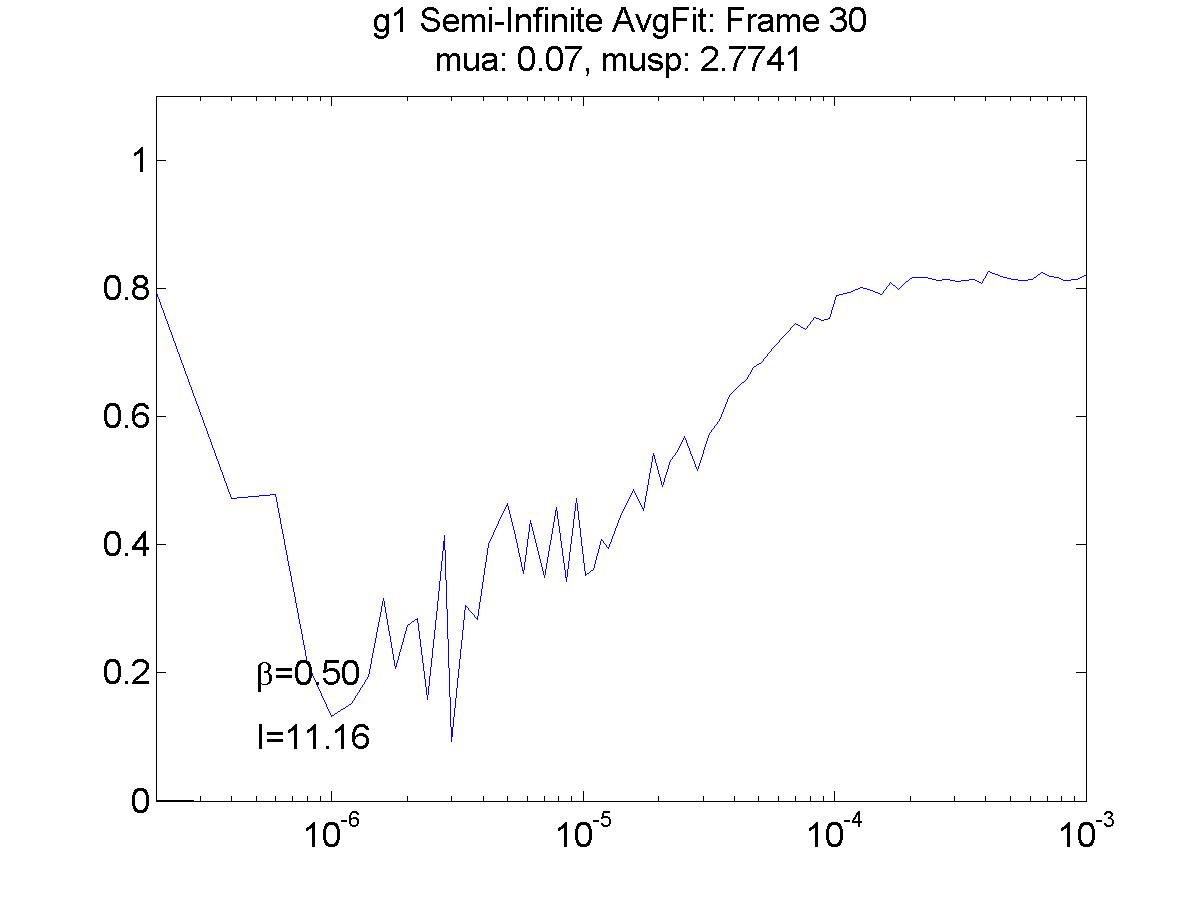 g1 Semi-Infinite AvgFit: Frame 30
mua: 0.07, musp: 2.7741
1
0.8
0.6
0.4
0.2
0
β=0.50
I=11.16
10^-6
10^-5
10^-4
10^-3